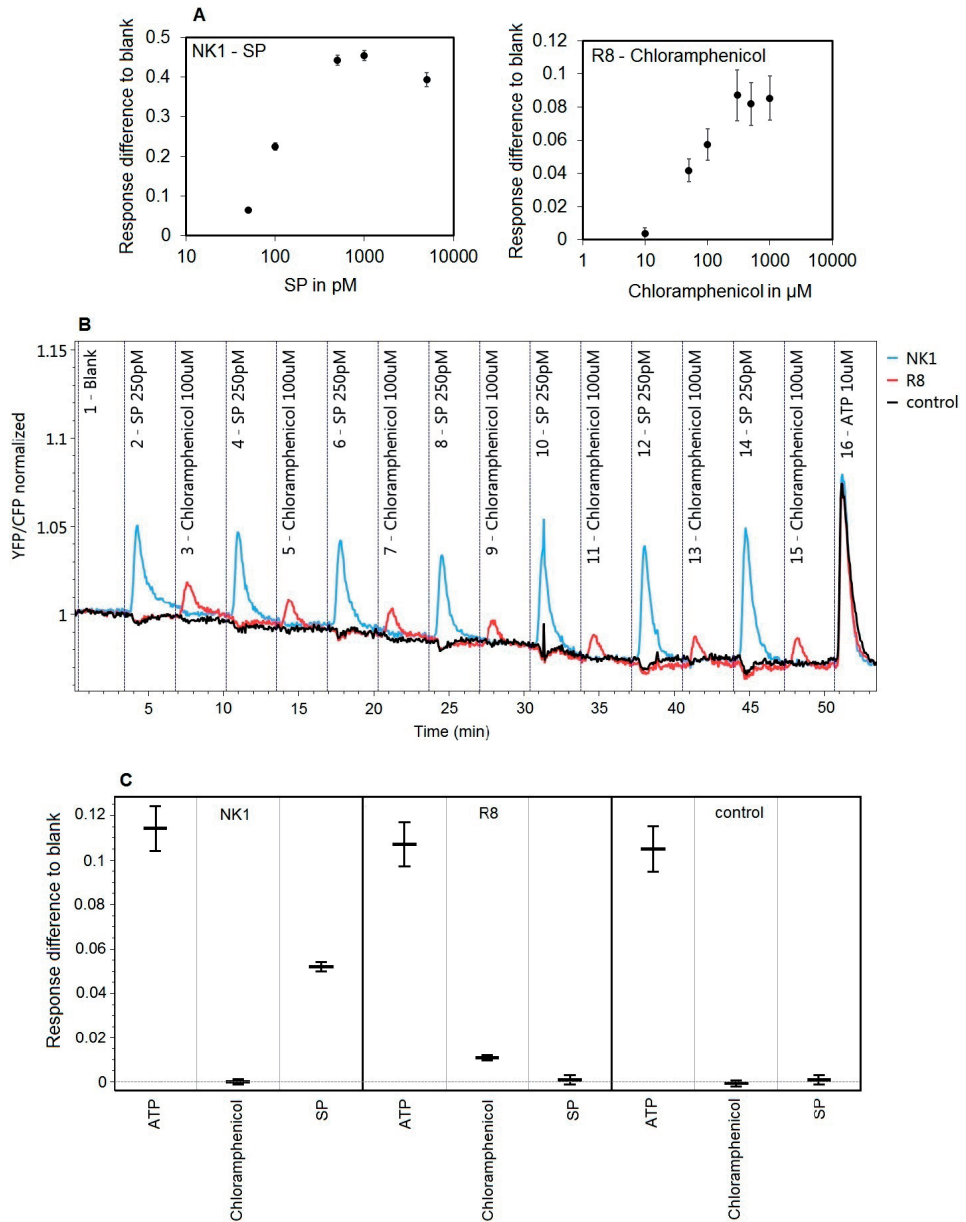 A
NK1 - SP
Response difference to blank
0.5
0.4
0.3
0.2
0.1
0
10
100
1000
10000
SP in pM
R8 - Chloramphenicol
Response difference to blank
0.12
0.1
0.08
0.06
0.04
0.02
0
1
10
100
1000
10000
Chloramphenicol in µM
B
YFP/CFP normalized
1.15
1.1
1.05
1
1 - Blank
2 - SP 250pM
3 - Chloramphenicol 100uM
4 - SP 250pM
5 - Chloramphenicol 100uM
6 - SP 250pM
7 - Chloramphenicol 100uM
8 - SP 250pM
9 - Chloramphenicol 100uM
10 - SP 250pM
11 - Chloramphenicol 100uM
12 - SP 250pM
13 - Chloramphenicol 100uM
14 - SP 250pM
15 - Chloramphenicol 100uM
16 - ATP 10uM
NK1
R8
control
5
10
15
20
25
30
35
40
45
50
Time (min)
C
Response difference to blank
0.12
0.1
0.08
0.06
0.04
0.02
0
NK1
R8
control
ATP
Chloramphenicol
SP
ATP
Chloramphenicol
SP
ATP
Chloramphenicol
SP